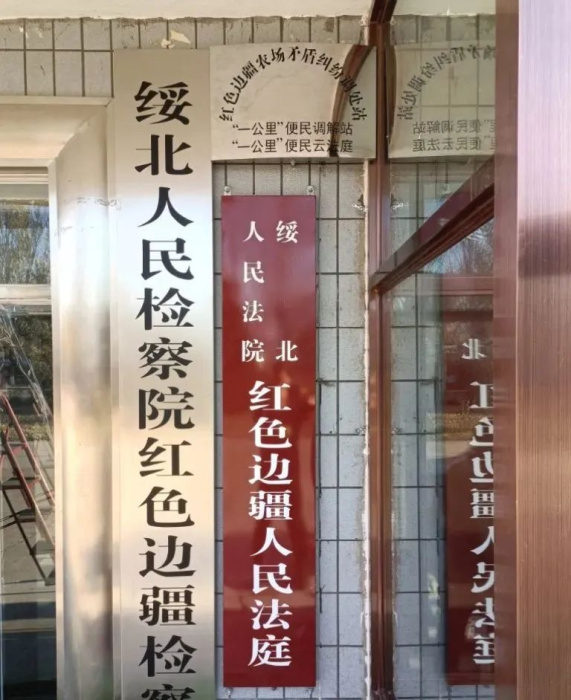 绥北人民检察院红色边疆检察
红色边疆农场矛盾纠纷调处站
“一公里”便民调解站
“一公里”便民云法庭
绥北
人民法院
红色边疆人民法庭